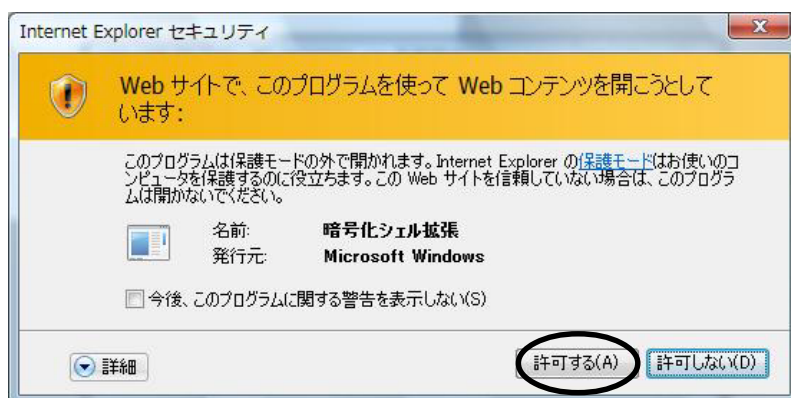 Internet Explorer セキュリティ
Web サイトで、このプログラムを使って Web コンテンツを開こうとして
います:
このプログラムは保護モードの外で開かれます。Internet Explorer の保護モードはお使いのコ
ンピュータを保護するのに役立ちます。この Web サイトを信頼していない場合は、このプログラ
ムは開かないでください。
名前: 暗号化シェル拡張
発行元: Microsoft Windows
今後、このプログラムに関する警告を表示しない(S)
詳細 許可する(A) 許可しない(D)